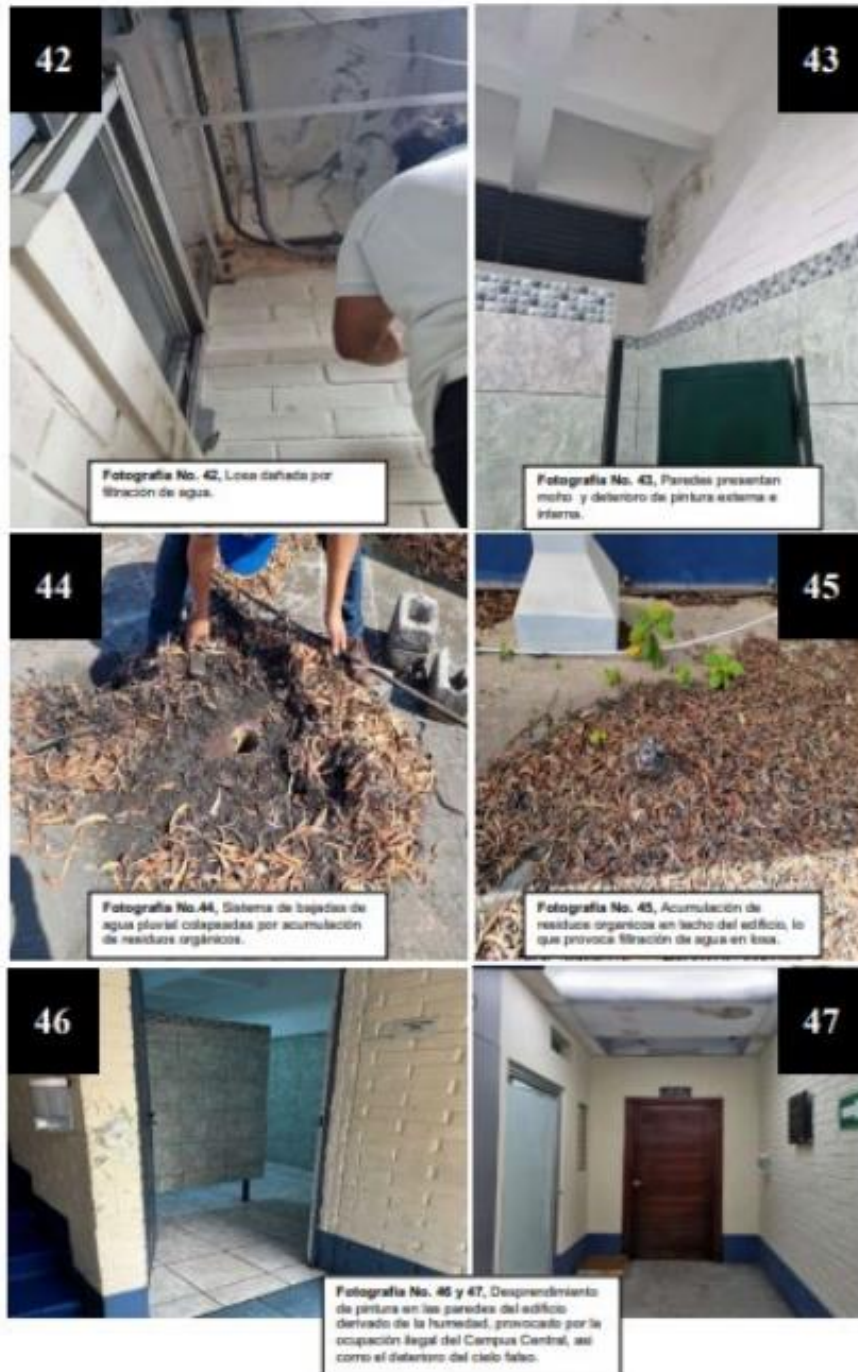 42
43
Fotografía No. 42, Losa dañada por
filtración de agua.
Fotografía No. 43, Paredes presentan
moho y deterioro de pintura externa e
interna.
44
45
Fotografía No.44, Sistema de bajadas de
agua pluvial colapsadas por acumulación
de residuos orgánicos.
Fotografía No. 45, Acumulación de
residuos organicos en techo del edificio, lo
que provoca filtración de agua en losa.
46
47
Fotografía No. 46 y 47, Desprendimiento
de pintura en las paredes del edificio
derivado de la humedad, provocado por la
ocupación ilegal del Campus Central, asi
como el deterioro del cielo falso.